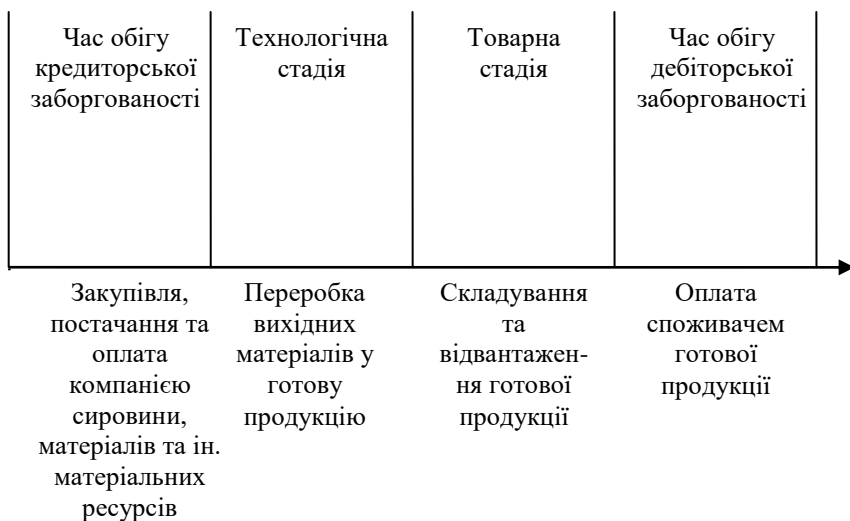 Час обігу
кредиторської
заборгованості
Технологічна
стадія
Товарна
стадія
Час обігу
дебіторської
заборгованості
Закупівля,
постачання та
оплата
компанією
сировини,
матеріалів та ін.
матеріальних
ресурсів
Переробка
вихідних
матеріалів у
готову
продукцію
Складування
та
відвантажен-
ня готової
продукції
Оплата
споживачем
готової
продукції